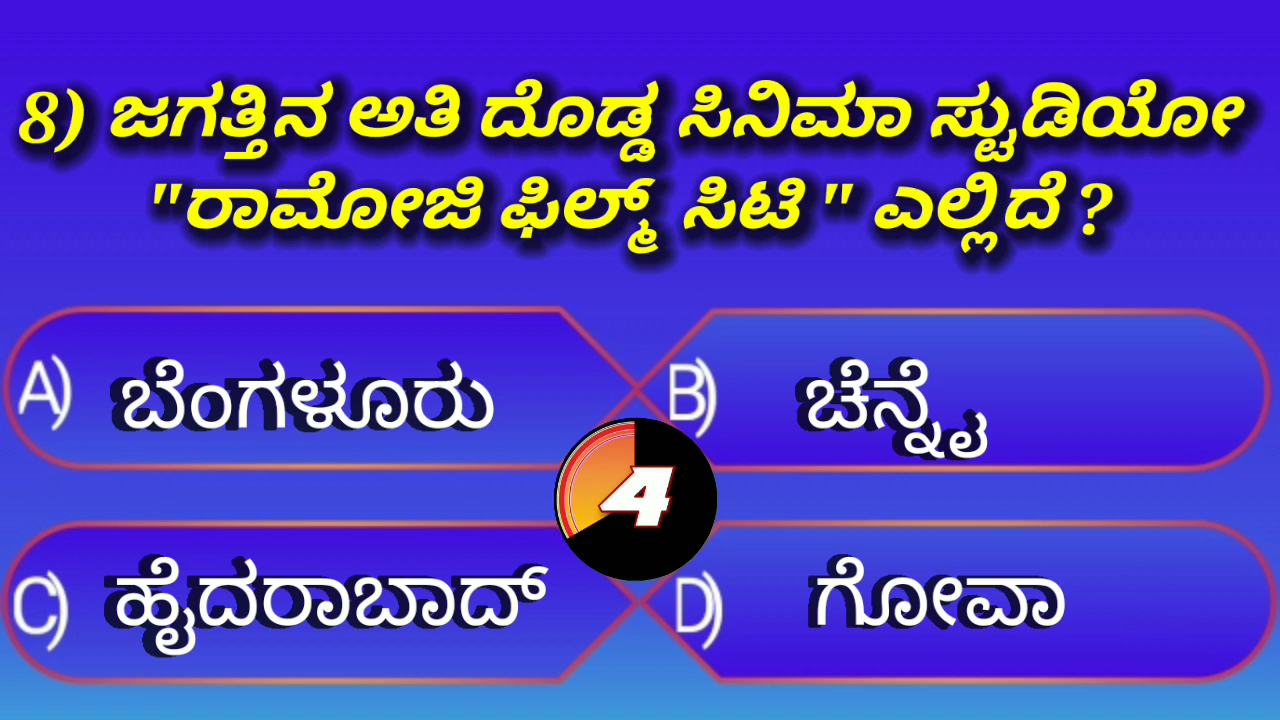 8) ಜಗತ್ತಿನ ಅತಿ ದೊಡ್ಡ ಸಿನಿಮಾ ಸ್ಟುಡಿಯೋ
"ರಾಮೋಜಿ ಫಿಲ್ಮ್ ಸಿಟಿ " ಎಲ್ಲಿದೆ ?
A) ಬೆಂಗಳೂರು
B) ಚೆನ್ನೈ
4
C) ಹೈದರಾಬಾದ್
D) ಗೋವಾ